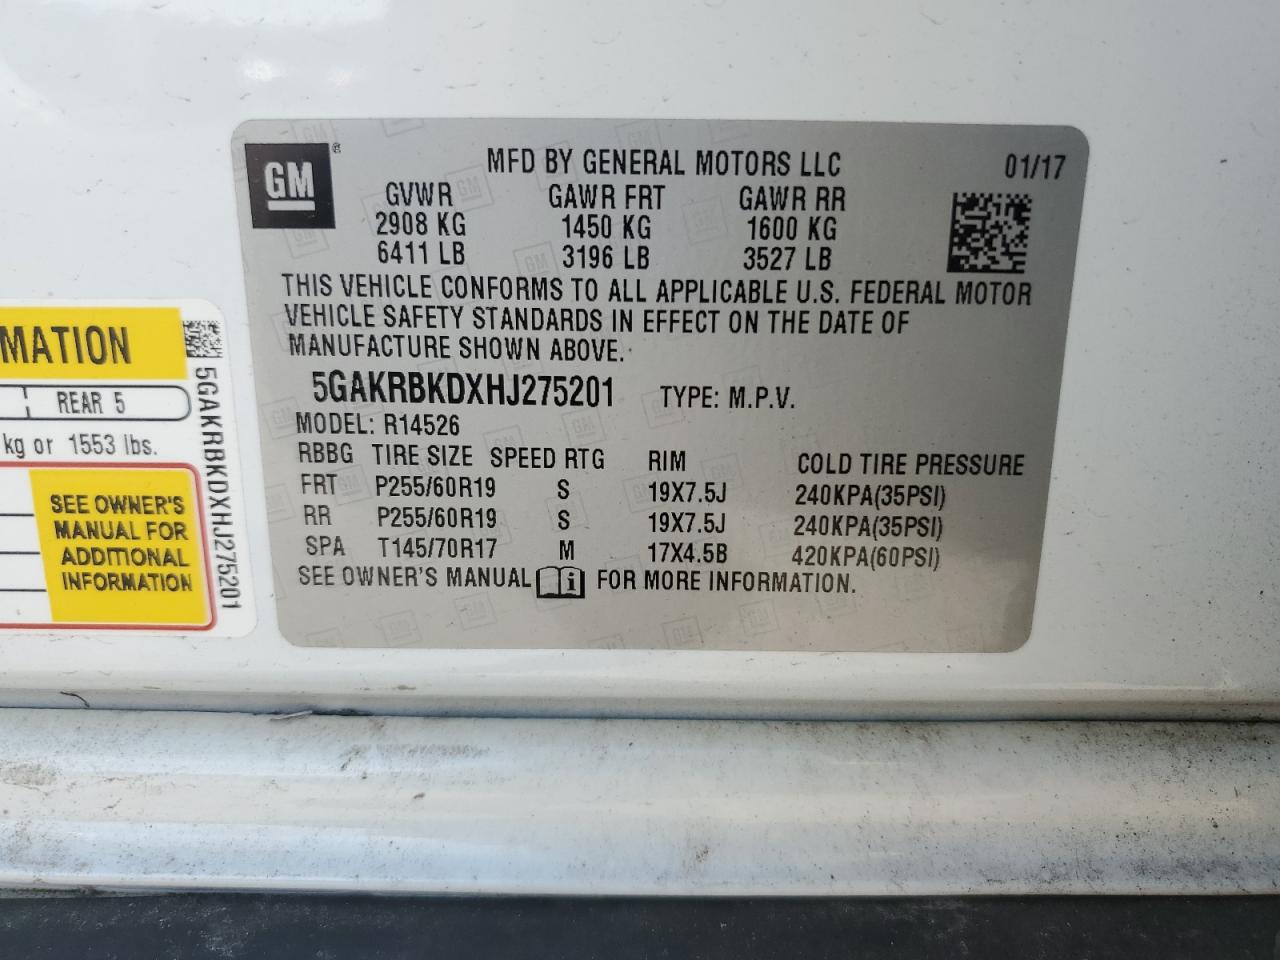 GM ®
MFD BY GENERAL MOTORS LLC 01/17
GVWR GAWR FRT GAWR RR
2908 KG 1450 KG 1600 KG
6411 LB 3196 LB 3527 LB
THIS VEHICLE CONFORMS TO ALL APPLICABLE U.S. FEDERAL MOTOR
VEHICLE SAFETY STANDARDS IN EFFECT ON THE DATE OF
MANUFACTURE SHOWN ABOVE.
5GAKRBKDXHJ275201 TYPE: M.P.V.
MODEL: R14526
RBBG TIRE SIZE SPEED RTG RIM COLD TIRE PRESSURE
FRT P255/60R19 S 19X7.5J 240KPA(35PSI)
RR P255/60R19 S 19X7.5J 240KPA(35PSI)
SPA T145/70R17 M 17X4.5B 420KPA(60PSI)
SEE OWNER'S MANUAL FOR MORE INFORMATION.
MATION
REAR 5
kg or 1553 lbs.
SEE OWNER'S
MANUAL FOR
ADDITIONAL
INFORMATION
5GAKRBKDXHJ275201